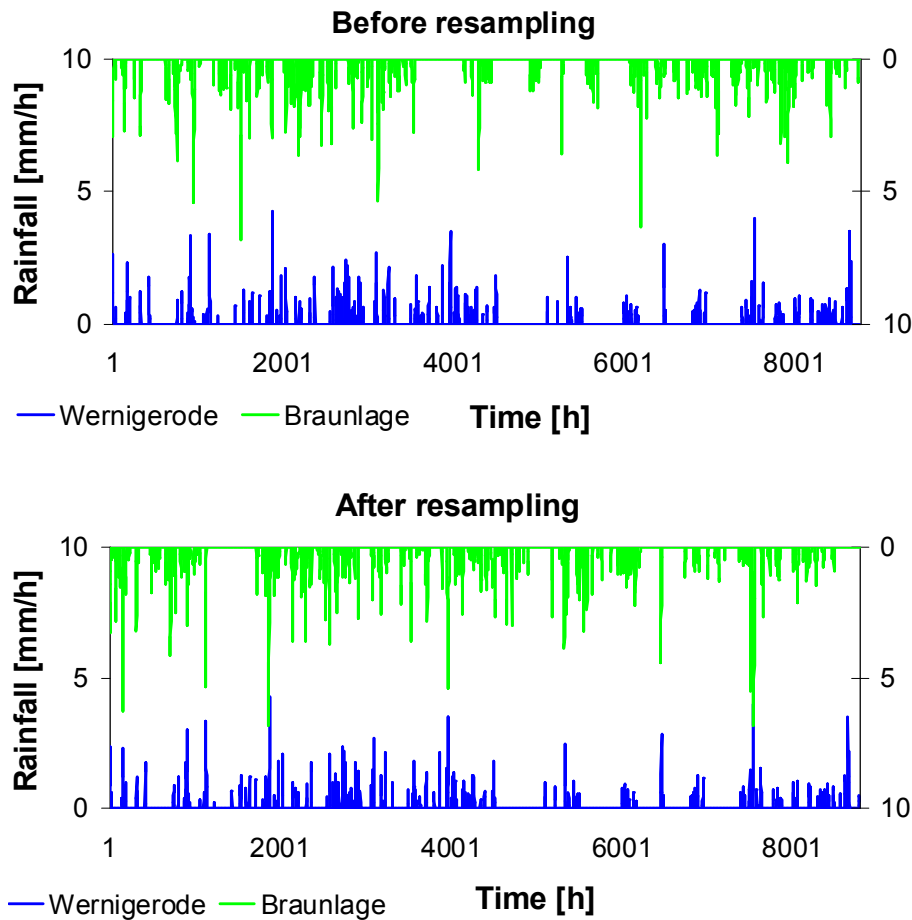 Before resampling
Rainfall [mm/h]
10
5
0
0
5
10
1 2001 4001 6001 8001
Wernigerode Braunlage Time [h]
After resampling
Rainfall [mm/h]
10
5
0
0
5
10
1 2001 4001 6001 8001
Wernigerode Braunlage Time [h]